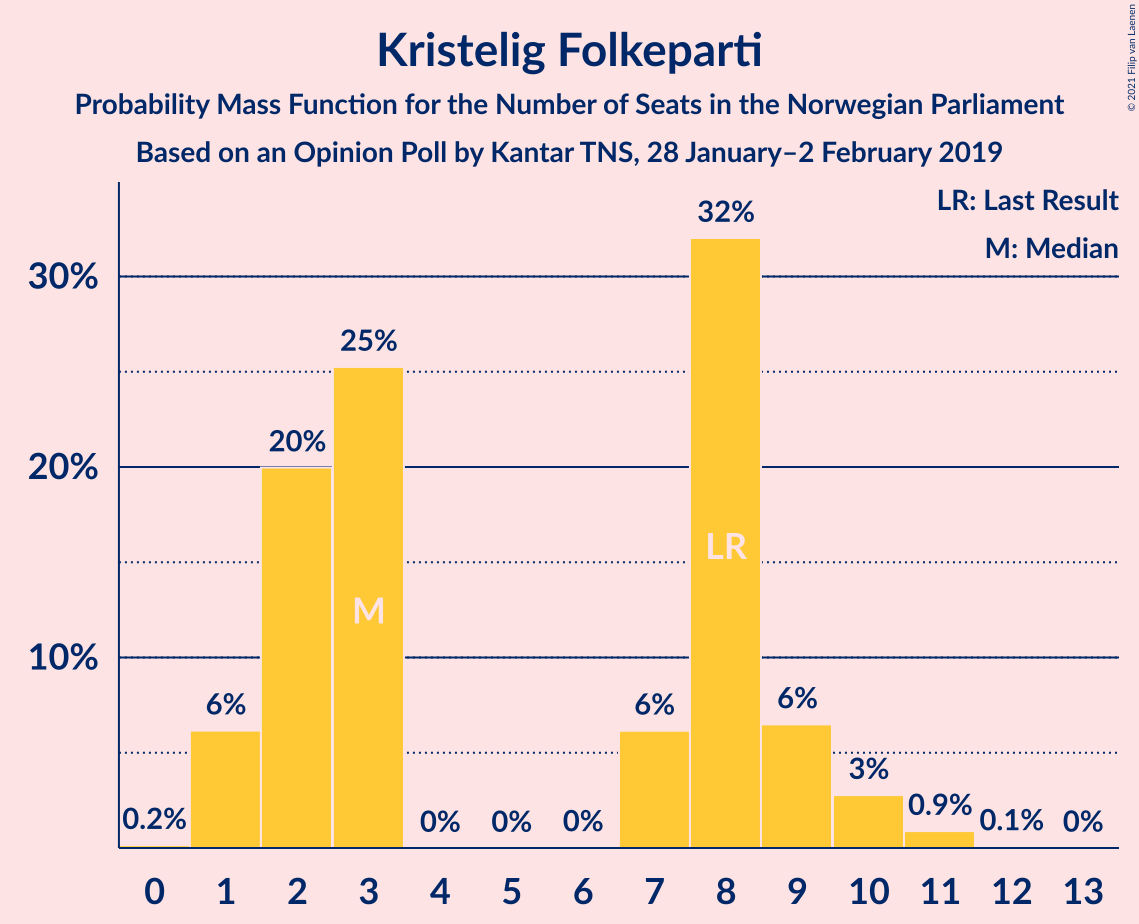 Kristelig Folkeparti
Probability Mass Function for the Number of Seats in the Norwegian Parliament
Based on an Opinion Poll by Kantar TNS, 28 January–2 February 2019
© 2021 Filip van Laenen
LR: Last Result
M: Median
30%
20%
10%
0.2%
6%
20%
25%
0%
0%
0%
6%
32%
6%
3%
0.9%
0.1%
0%
M
LR
0 1 2 3 4 5 6 7 8 9 10 11 12 13